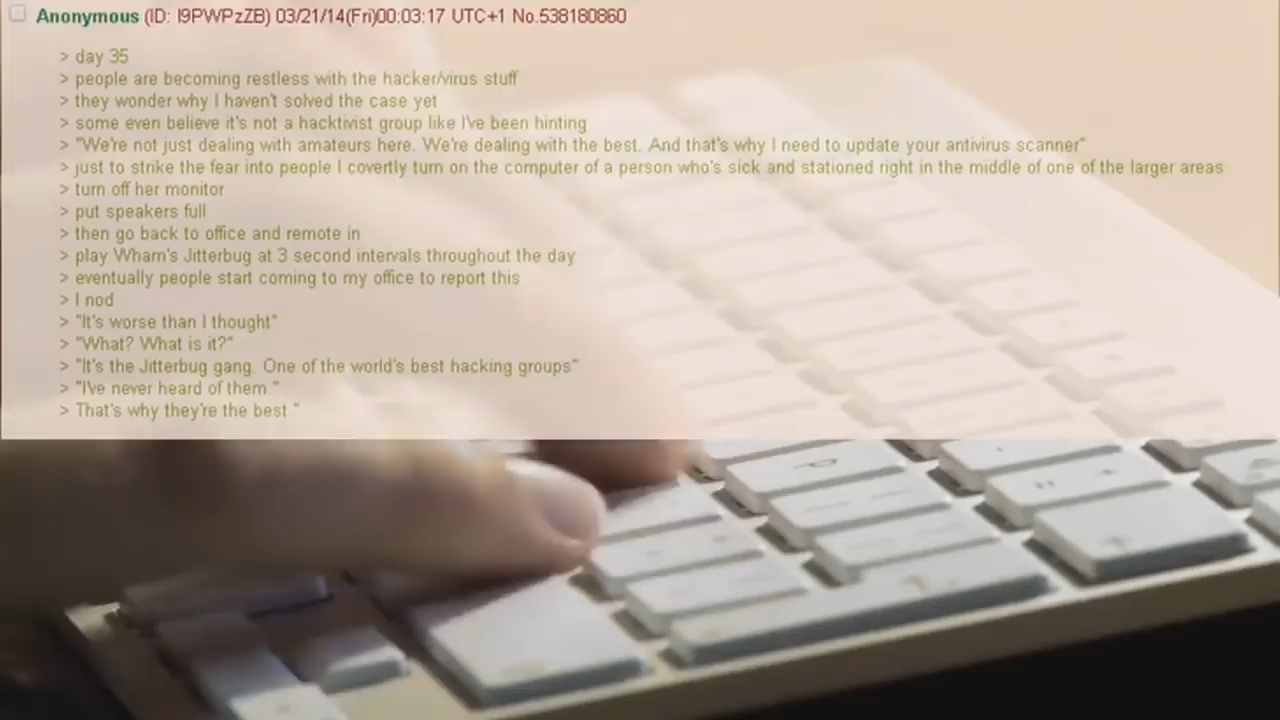 Anonymous (ID: I9PWPzZB) 03/21/14(Fri)00:03:17 UTC+1 No.538180860
> day 35
> people are becoming restless with the hacker/virus stuff
> they wonder why I haven't solved the case yet
> some even believe it's not a hacktivist group like I've been hinting
> "We're not just dealing with amateurs here. We're dealing with the best. And that's why I need to update your antivirus scanner"
> just to strike the fear into people I covertly turn on the computer of a person who's sick and stationed right in the middle of one of the larger areas
> turn off her monitor
> put speakers full
> then go back to office and remote in
> play Wham's Jitterbug at 3 second intervals throughout the day
> eventually people start coming to my office to report this
> I nod
> "It's worse than I thought"
> "What? What is it?"
> "It's the Jitterbug gang. One of the world's best hacking groups"
> "I've never heard of them."
> That's why they're the best."